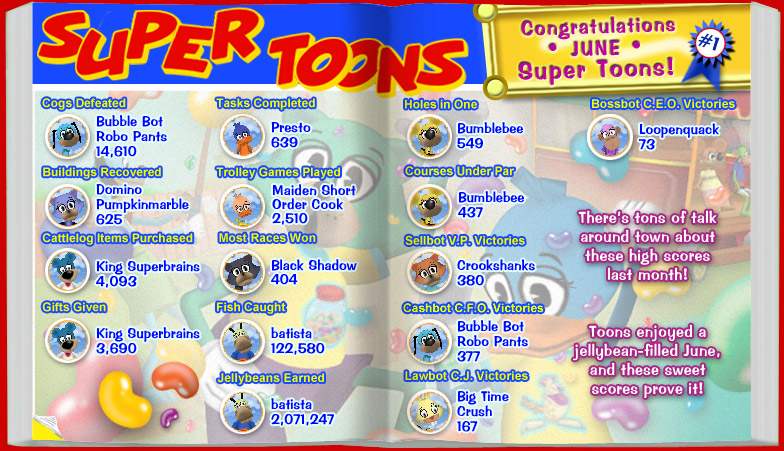 SUPER TOONS
Congratulations
• JUNE •
Super Toons!
#1
Cogs Defeated
Bubble Bot
Robo Pants
14,610
Buildings Recovered
Domino
Pumpkinmarble
625
Cattlelog Items Purchased
King Superbrains
4,093
Gifts Given
King Superbrains
3,690
Tasks Completed
Presto
639
Trolley Games Played
Maiden Short
Order Cook
2,510
Most Races Won
Black Shadow
404
Fish Caught
batista
122,580
Jellybeans Earned
batista
2,071,247
Holes in One
Bumblebee
549
Courses Under Par
Bumblebee
437
Sellbot V.P. Victories
Crookshanks
380
Cashbot C.F.O. Victories
Bubble Bot
Robo Pants
377
Lawbot C.J. Victories
Big Time
Crush
167
Bossbot C.E.O. Victories
Loopenquack
73
There's tons of talk
around town about
these high scores
last month!
Toons enjoyed a
jellybean-filled June,
and these sweet
scores prove it!